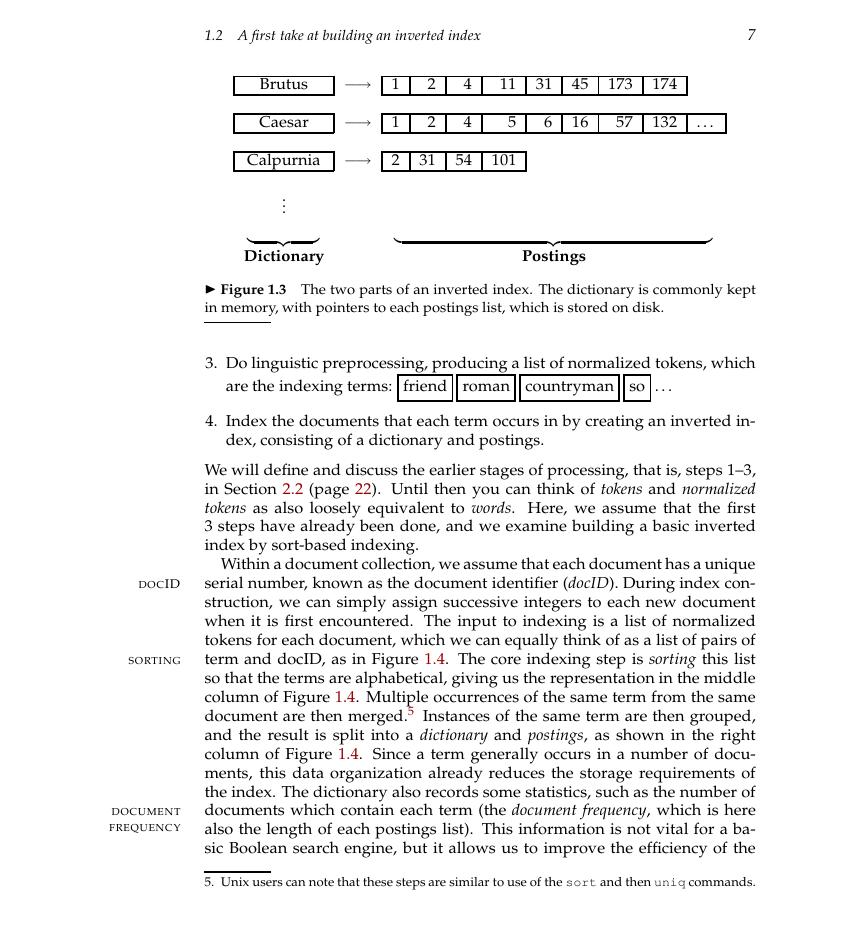 1.2 A first take at building an inverted index 7
Brutus → 1 2 4 11 31 45 173 174
Caesar → 1 2 4 5 6 16 57 132 ...
Calpurnia → 2 31 54 101
⋮
Dictionary Postings
▶ Figure 1.3 The two parts of an inverted index. The dictionary is commonly kept
in memory, with pointers to each postings list, which is stored on disk.
3. Do linguistic preprocessing, producing a list of normalized tokens, which
are the indexing terms: friend roman countryman so ...
4. Index the documents that each term occurs in by creating an inverted in-
dex, consisting of a dictionary and postings.
We will define and discuss the earlier stages of processing, that is, steps 1–3,
in Section 2.2 (page 22). Until then you can think of tokens and normalized
tokens as also loosely equivalent to words. Here, we assume that the first
3 steps have already been done, and we examine building a basic inverted
index by sort-based indexing.
Within a document collection, we assume that each document has a unique
DOCID serial number, known as the document identifier (docID). During index con-
struction, we can simply assign successive integers to each new document
when it is first encountered. The input to indexing is a list of normalized
tokens for each document, which we can equally think of as a list of pairs of
SORTING term and docID, as in Figure 1.4. The core indexing step is sorting this list
so that the terms are alphabetical, giving us the representation in the middle
column of Figure 1.4. Multiple occurrences of the same term from the same
document are then merged.5 Instances of the same term are then grouped,
and the result is split into a dictionary and postings, as shown in the right
column of Figure 1.4. Since a term generally occurs in a number of docu-
ments, this data organization already reduces the storage requirements of
the index. The dictionary also records some statistics, such as the number of
DOCUMENT documents which contain each term (the document frequency, which is here
FREQUENCY also the length of each postings list). This information is not vital for a ba-
sic Boolean search engine, but it allows us to improve the efficiency of the
5. Unix users can note that these steps are similar to use of the sort and then uniq commands.